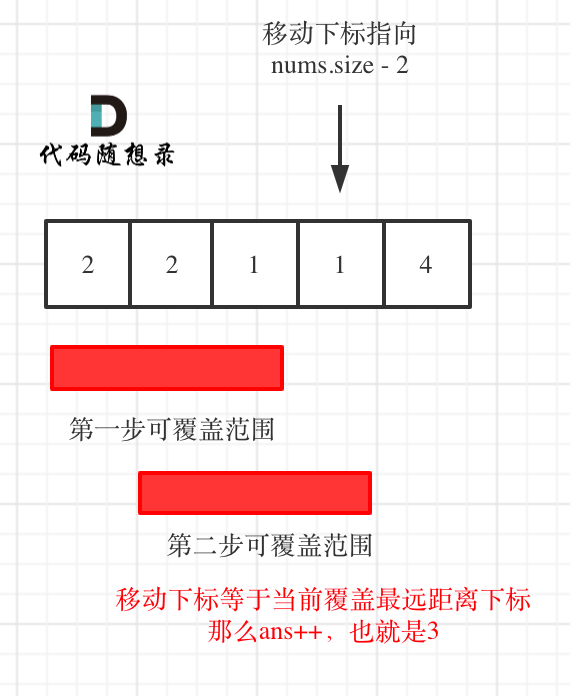 移动下标指向
nums.size - 2
D
代码随想录
2 2 1 1 4
第一步可覆盖范围
第二步可覆盖范围
移动下标等于当前覆盖最远距离下标
那么ans++，也就是3